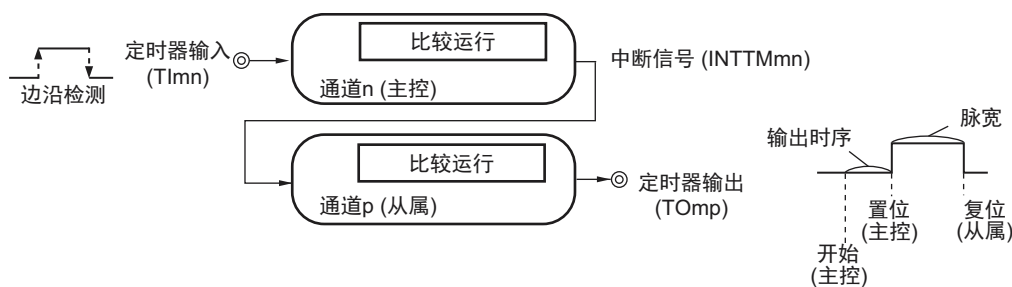 比较运行
定时器输入
(TImn)
边沿检测
通道n (主控)
中断信号 (INTTMmn)
比较运行
通道p (从属)
定时器输出
(TOmp)
脉宽
输出时序
置位
(主控)
复位
(从属)
开始
(主控)